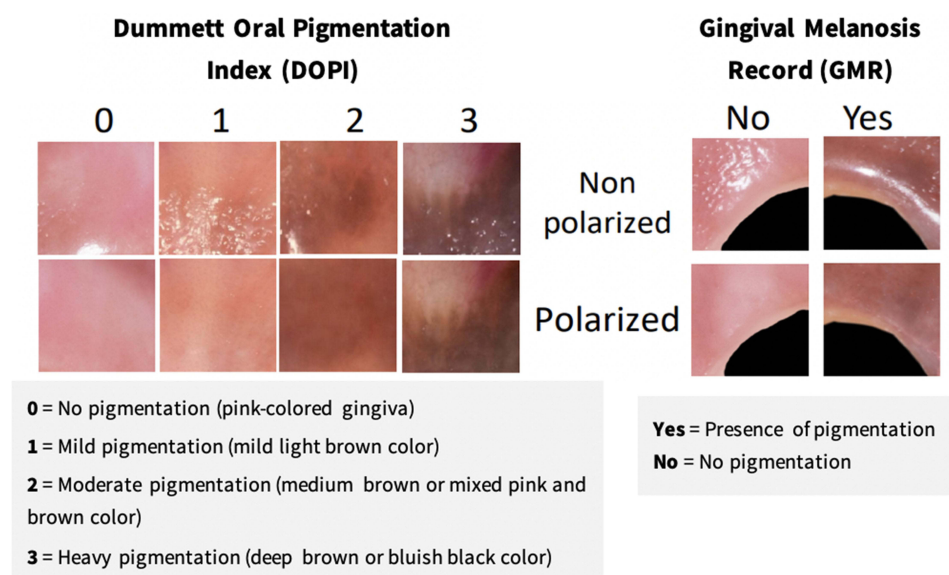 Dummett Oral Pigmentation
Index (DOPI)
0 1 2 3
Gingival Melanosis
Record (GMR)
No Yes
Non
polarized
Polarized
0 = No pigmentation (pink-colored gingiva)
1 = Mild pigmentation (mild light brown color)
2 = Moderate pigmentation (medium brown or mixed pink and
brown color)
3 = Heavy pigmentation (deep brown or bluish black color)
Yes = Presence of pigmentation
No = No pigmentation